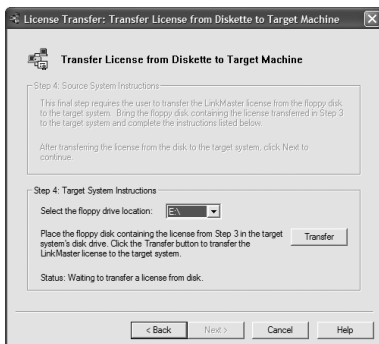 License Transfer: Transfer License from Diskette to Target Machine
Transfer License from Diskette to Target Machine
Step 4: Source System Instructions
This final step requires the user to transfer the LinkMaster license from the floppy disk
to the target system. Bring the floppy disk containing the license transferred in Step 3
to the target system and complete the instructions listed below.
After transferring the license from the disk to the target system, click Next to
continue.
Step 4: Target System Instructions
Select the floppy drive location: E:\
Place the floppy disk containing the license from Step 3 in the target
system's disk drive. Click the Transfer button to transfer the
LinkMaster license to the target system.
Transfer
Status: Waiting to transfer a license from disk.
< Back Next > Cancel Help